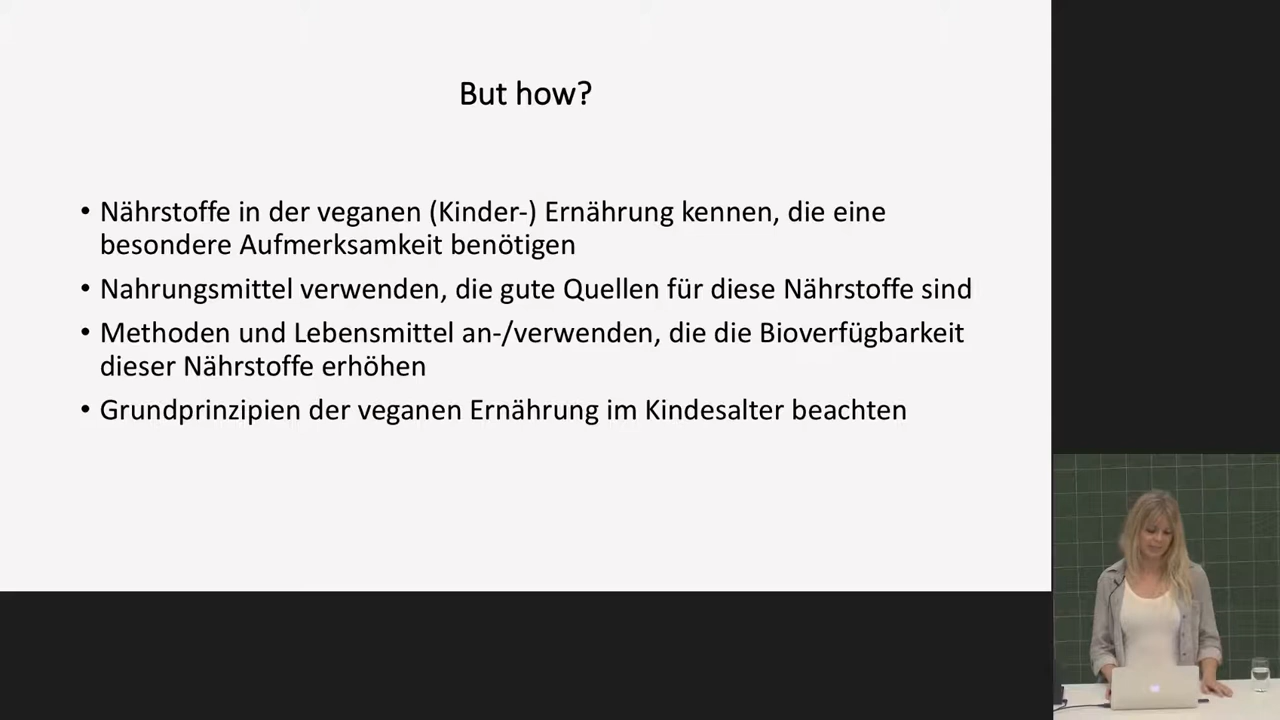 But how?
• Nährstoffe in der veganen (Kinder-) Ernährung kennen, die eine
besondere Aufmerksamkeit benötigen
• Nahrungsmittel verwenden, die gute Quellen für diese Nährstoffe sind
• Methoden und Lebensmittel an-/verwenden, die die Bioverfügbarkeit
dieser Nährstoffe erhöhen
• Grundprinzipien der veganen Ernährung im Kindesalter beachten